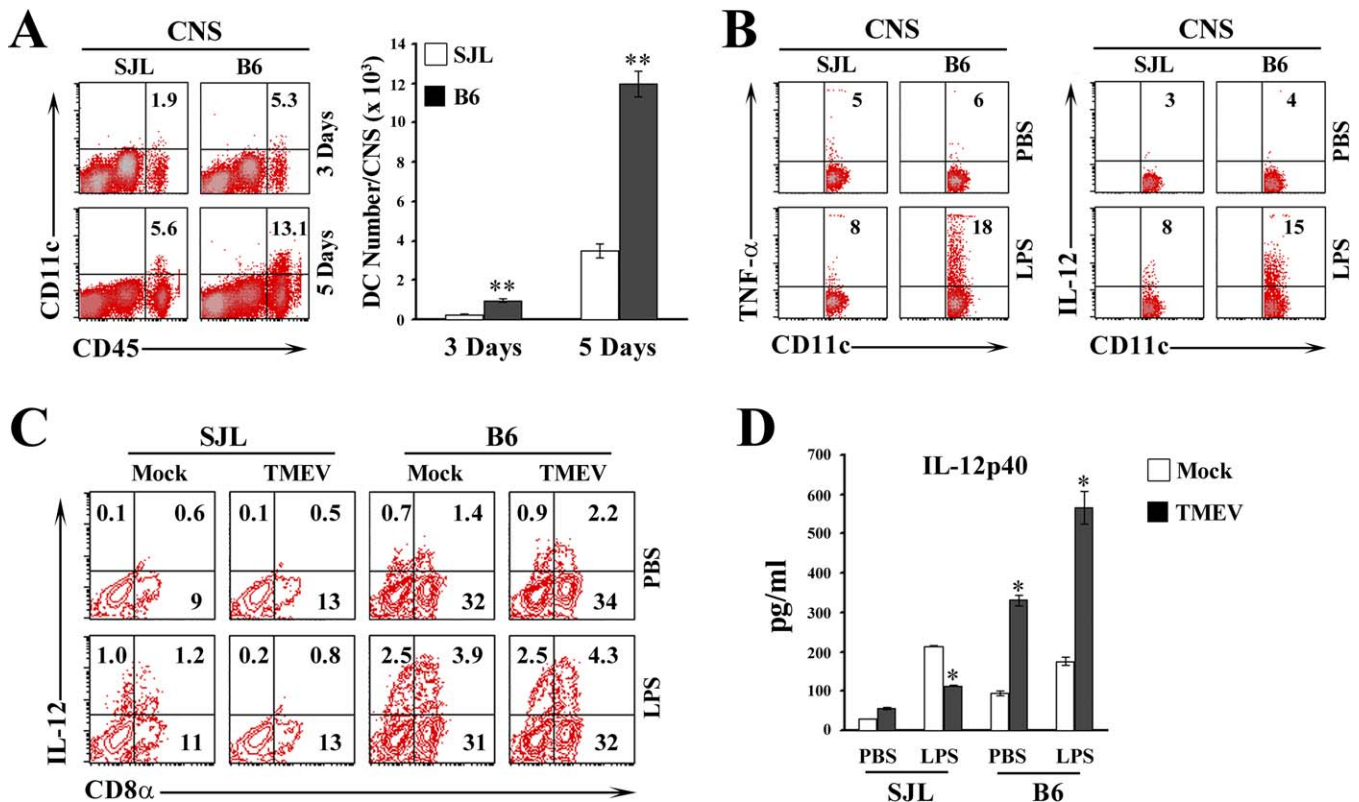 A
CNS
SJL B6
1.9 5.3
3 Days
5.6 13.1
5 Days
CD11c
CD45
DC Number/CNS (x 10³)
14
12
10
8
6
4
2
0
SJL
B6
**
**
3 Days 5 Days
B
CNS
SJL B6
5 6
PBS
8 18
LPS
TNF-α
CD11c
CNS
SJL B6
3 4
PBS
8 15
LPS
IL-12
CD11c
C
SJL B6
Mock TMEV Mock TMEV
0.1 0.6 0.1 0.5 0.7 1.4 0.9 2.2
9 13 32 34
PBS
1.0 1.2 0.2 0.8 2.5 3.9 2.5 4.3
11 13 31 32
LPS
IL-12
CD8α
D
IL-12p40
Mock
TMEV
pg/ml
700
600
500
400
300
200
100
0
*
*
*
PBS LPS PBS LPS
SJL B6